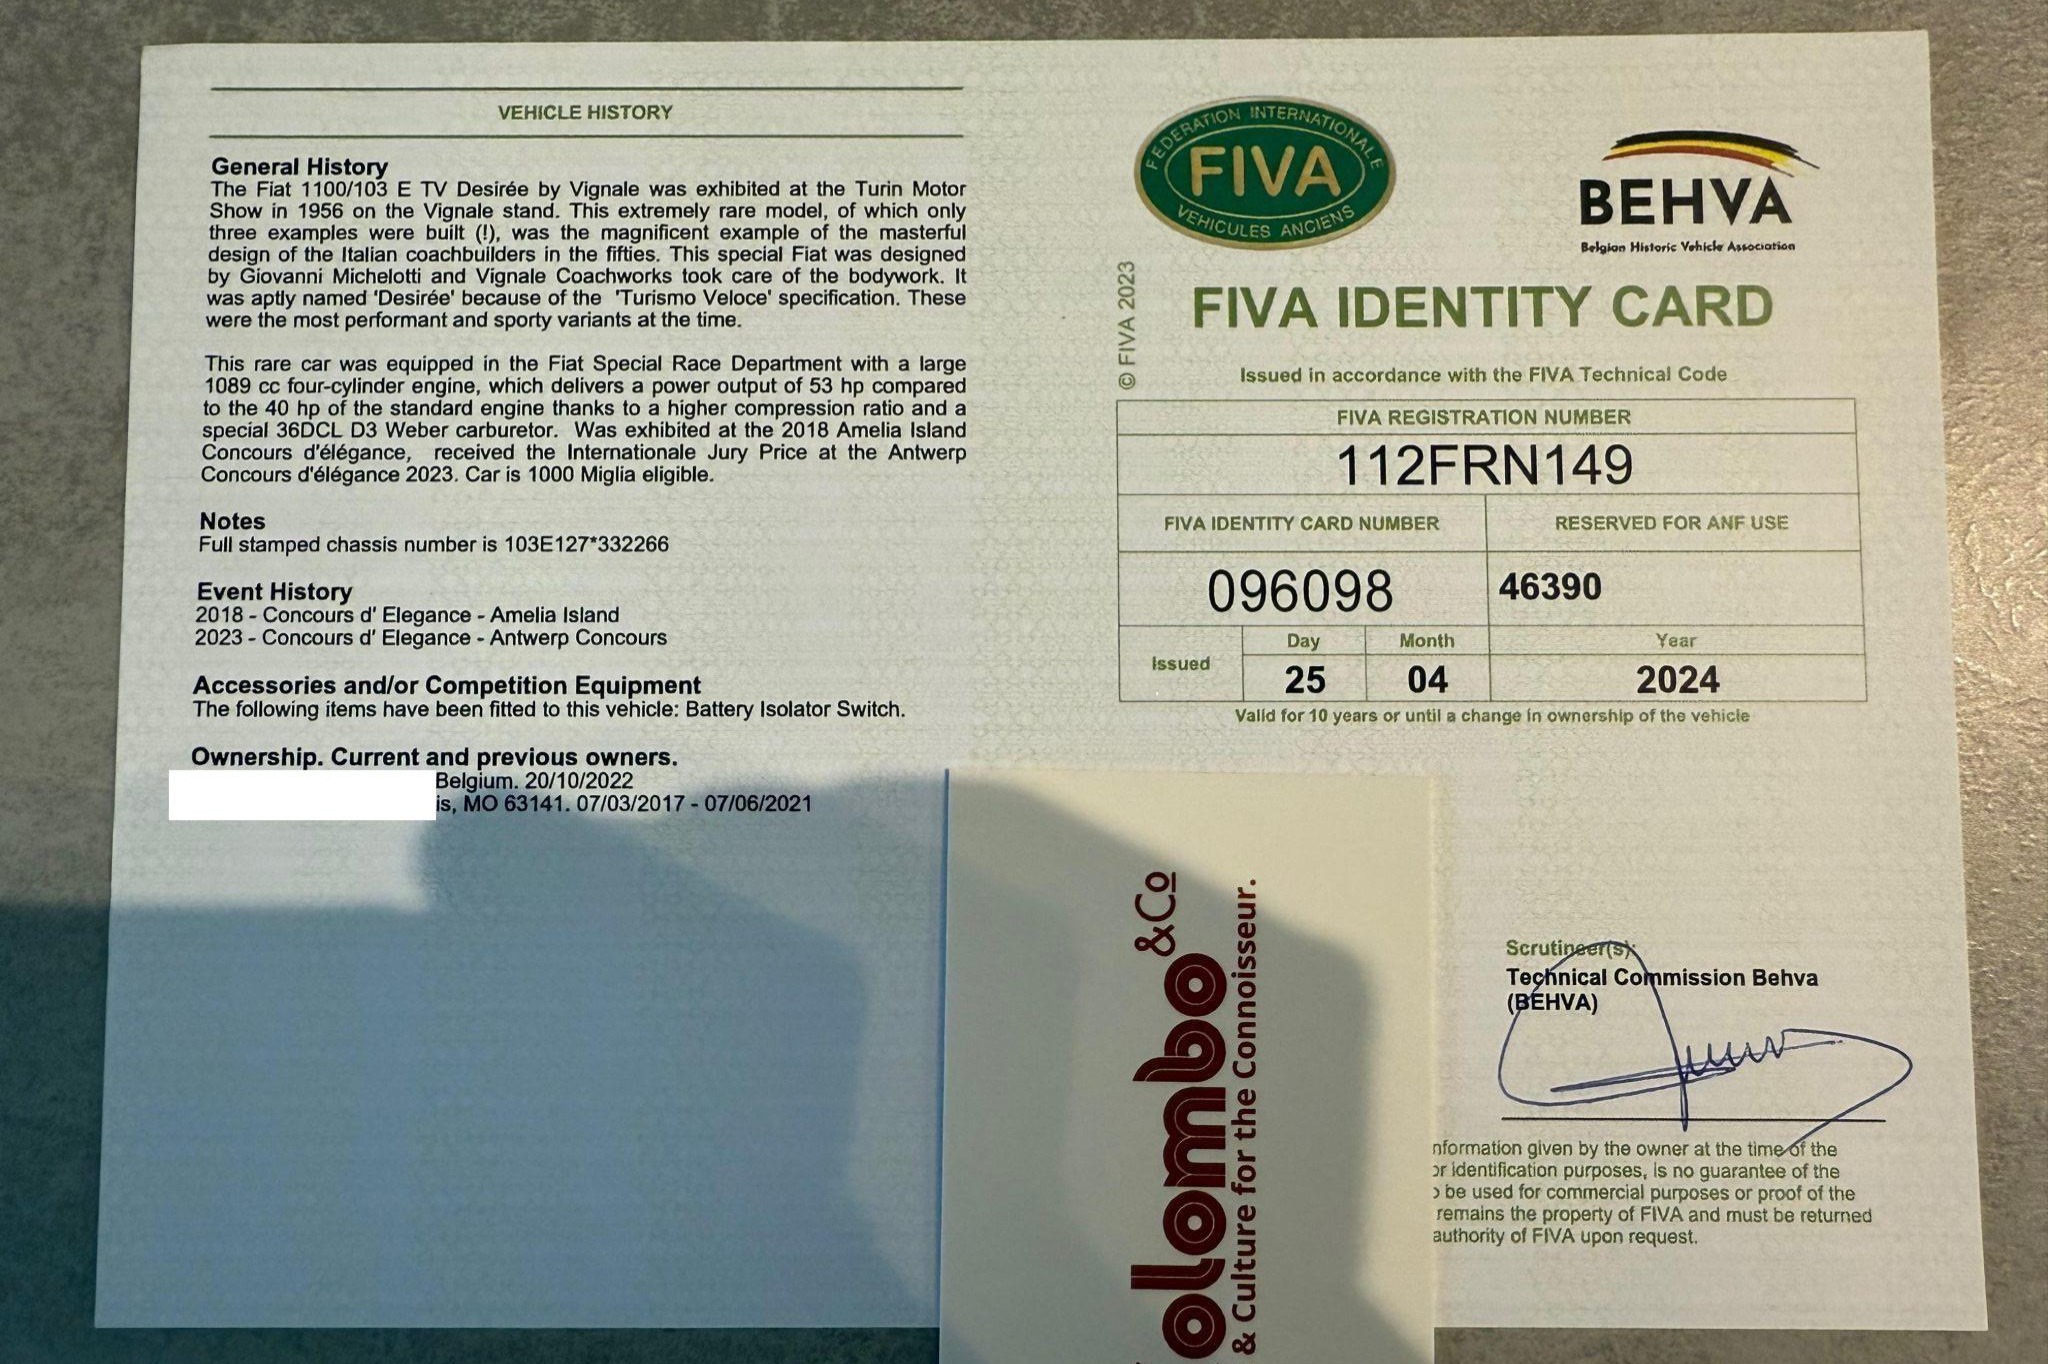 VEHICLE HISTORY
General History
The Fiat 1100/103 E TV Desirée by Vignale was exhibited at the Turin Motor
Show in 1956 on the Vignale stand. This extremely rare model, of which only
three examples were built (!), was the magnificent example of the masterful
design of the Italian coachbuilders in the fifties. This special Fiat was designed
by Giovanni Michelotti and Vignale Coachworks took care of the bodywork. It
was aptly named 'Desirée' because of the 'Turismo Veloce' specification. These
were the most performant and sporty variants at the time.
This rare car was equipped in the Fiat Special Race Department with a large
1089 cc four-cylinder engine, which delivers a power output of 53 hp compared
to the 40 hp of the standard engine thanks to a higher compression ratio and a
special 36DCL D3 Weber carburetor. Was exhibited at the 2018 Amelia Island
Concours d'élégance, received the Internationale Jury Price at the Antwerp
Concours d'élégance 2023. Car is 1000 Miglia eligible.
Notes
Full stamped chassis number is 103E127*332266
Event History
2018 - Concours d' Elegance - Amelia Island
2023 - Concours d' Elegance - Antwerp Concours
Accessories and/or Competition Equipment
The following items have been fitted to this vehicle: Battery Isolator Switch.
Ownership. Current and previous owners.
Belgium. 20/10/2022
is, MO 63141. 07/03/2017 - 07/06/2021
FEDERATION INTERNATIONALE
FIVA
VEHICULES ANCIENS
BEHVA
Belgian Historic Vehicle Association
© FIVA 2023
FIVA IDENTITY CARD
Issued in accordance with the FIVA Technical Code
FIVA REGISTRATION NUMBER
112FRN149
FIVA IDENTITY CARD NUMBER
RESERVED FOR ANF USE
096098
46390
Issued
Day
Month
Year
25
04
2024
Valid for 10 years or until a change in ownership of the vehicle
olombo &Co
& Culture for the Connoisseur.
Scrutineer(s):
Technical Commission Behva
(BEHVA)
nformation given by the owner at the time of the
or identification purposes, is no guarantee of the
o be used for commercial purposes or proof of the
remains the property of FIVA and must be returned
authority of FIVA upon request.